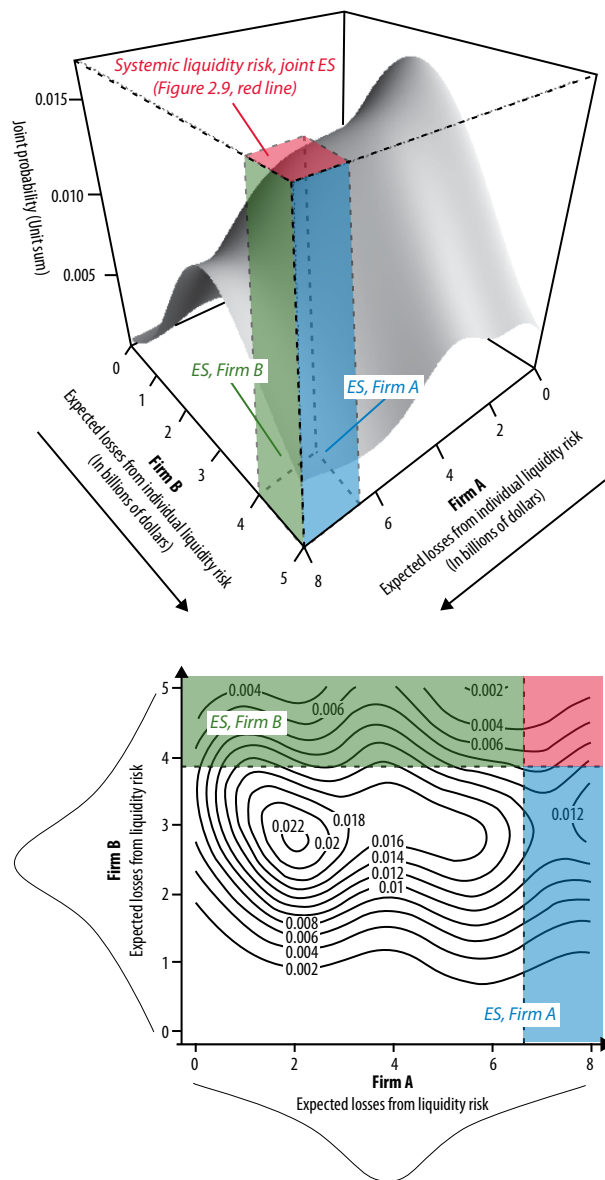 Systemic liquidity risk, joint ES
(Figure 2.9, red line)
0.015
0.010
0.005
Joint probability (Unit sum)
ES, Firm B
ES, Firm A
0
1
2
3
4
5
0
2
4
6
8
Expected losses from individual liquidity risk
Firm B
(In billions of dollars)
Firm A
Expected losses from individual liquidity risk
(In billions of dollars)
5
4
3
2
1
0
Firm B
Expected losses from liquidity risk
0.004
0.002
0.006
ES, Firm B
0.004
0.006
0.012
0.018
0.022
0.02
0.016
0.014
0.012
0.01
0.008
0.006
0.004
0.002
ES, Firm A
0 2 4 6 8
Firm A
Expected losses from liquidity risk